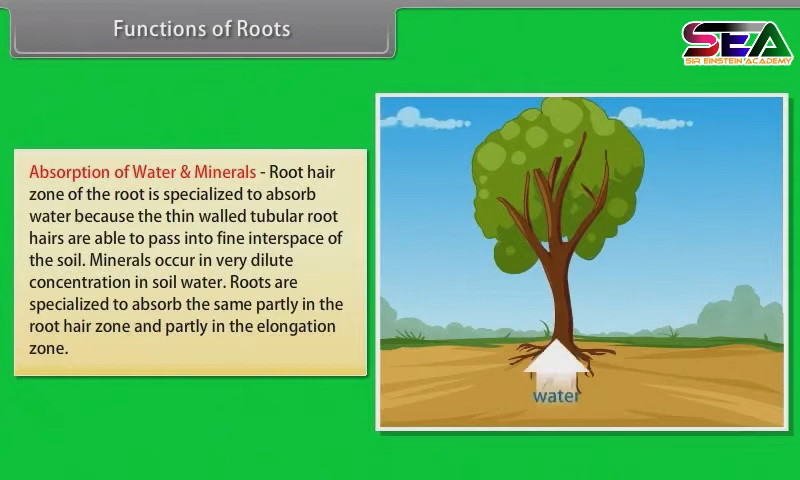 Functions of Roots
SEA
SIR EINSTEIN ACADEMY
Absorption of Water & Minerals - Root hair
zone of the root is specialized to absorb
water because the thin walled tubular root
hairs are able to pass into fine interspace of
the soil. Minerals occur in very dilute
concentration in soil water. Roots are
specialized to absorb the same partly in the
root hair zone and partly in the elongation
zone.
water